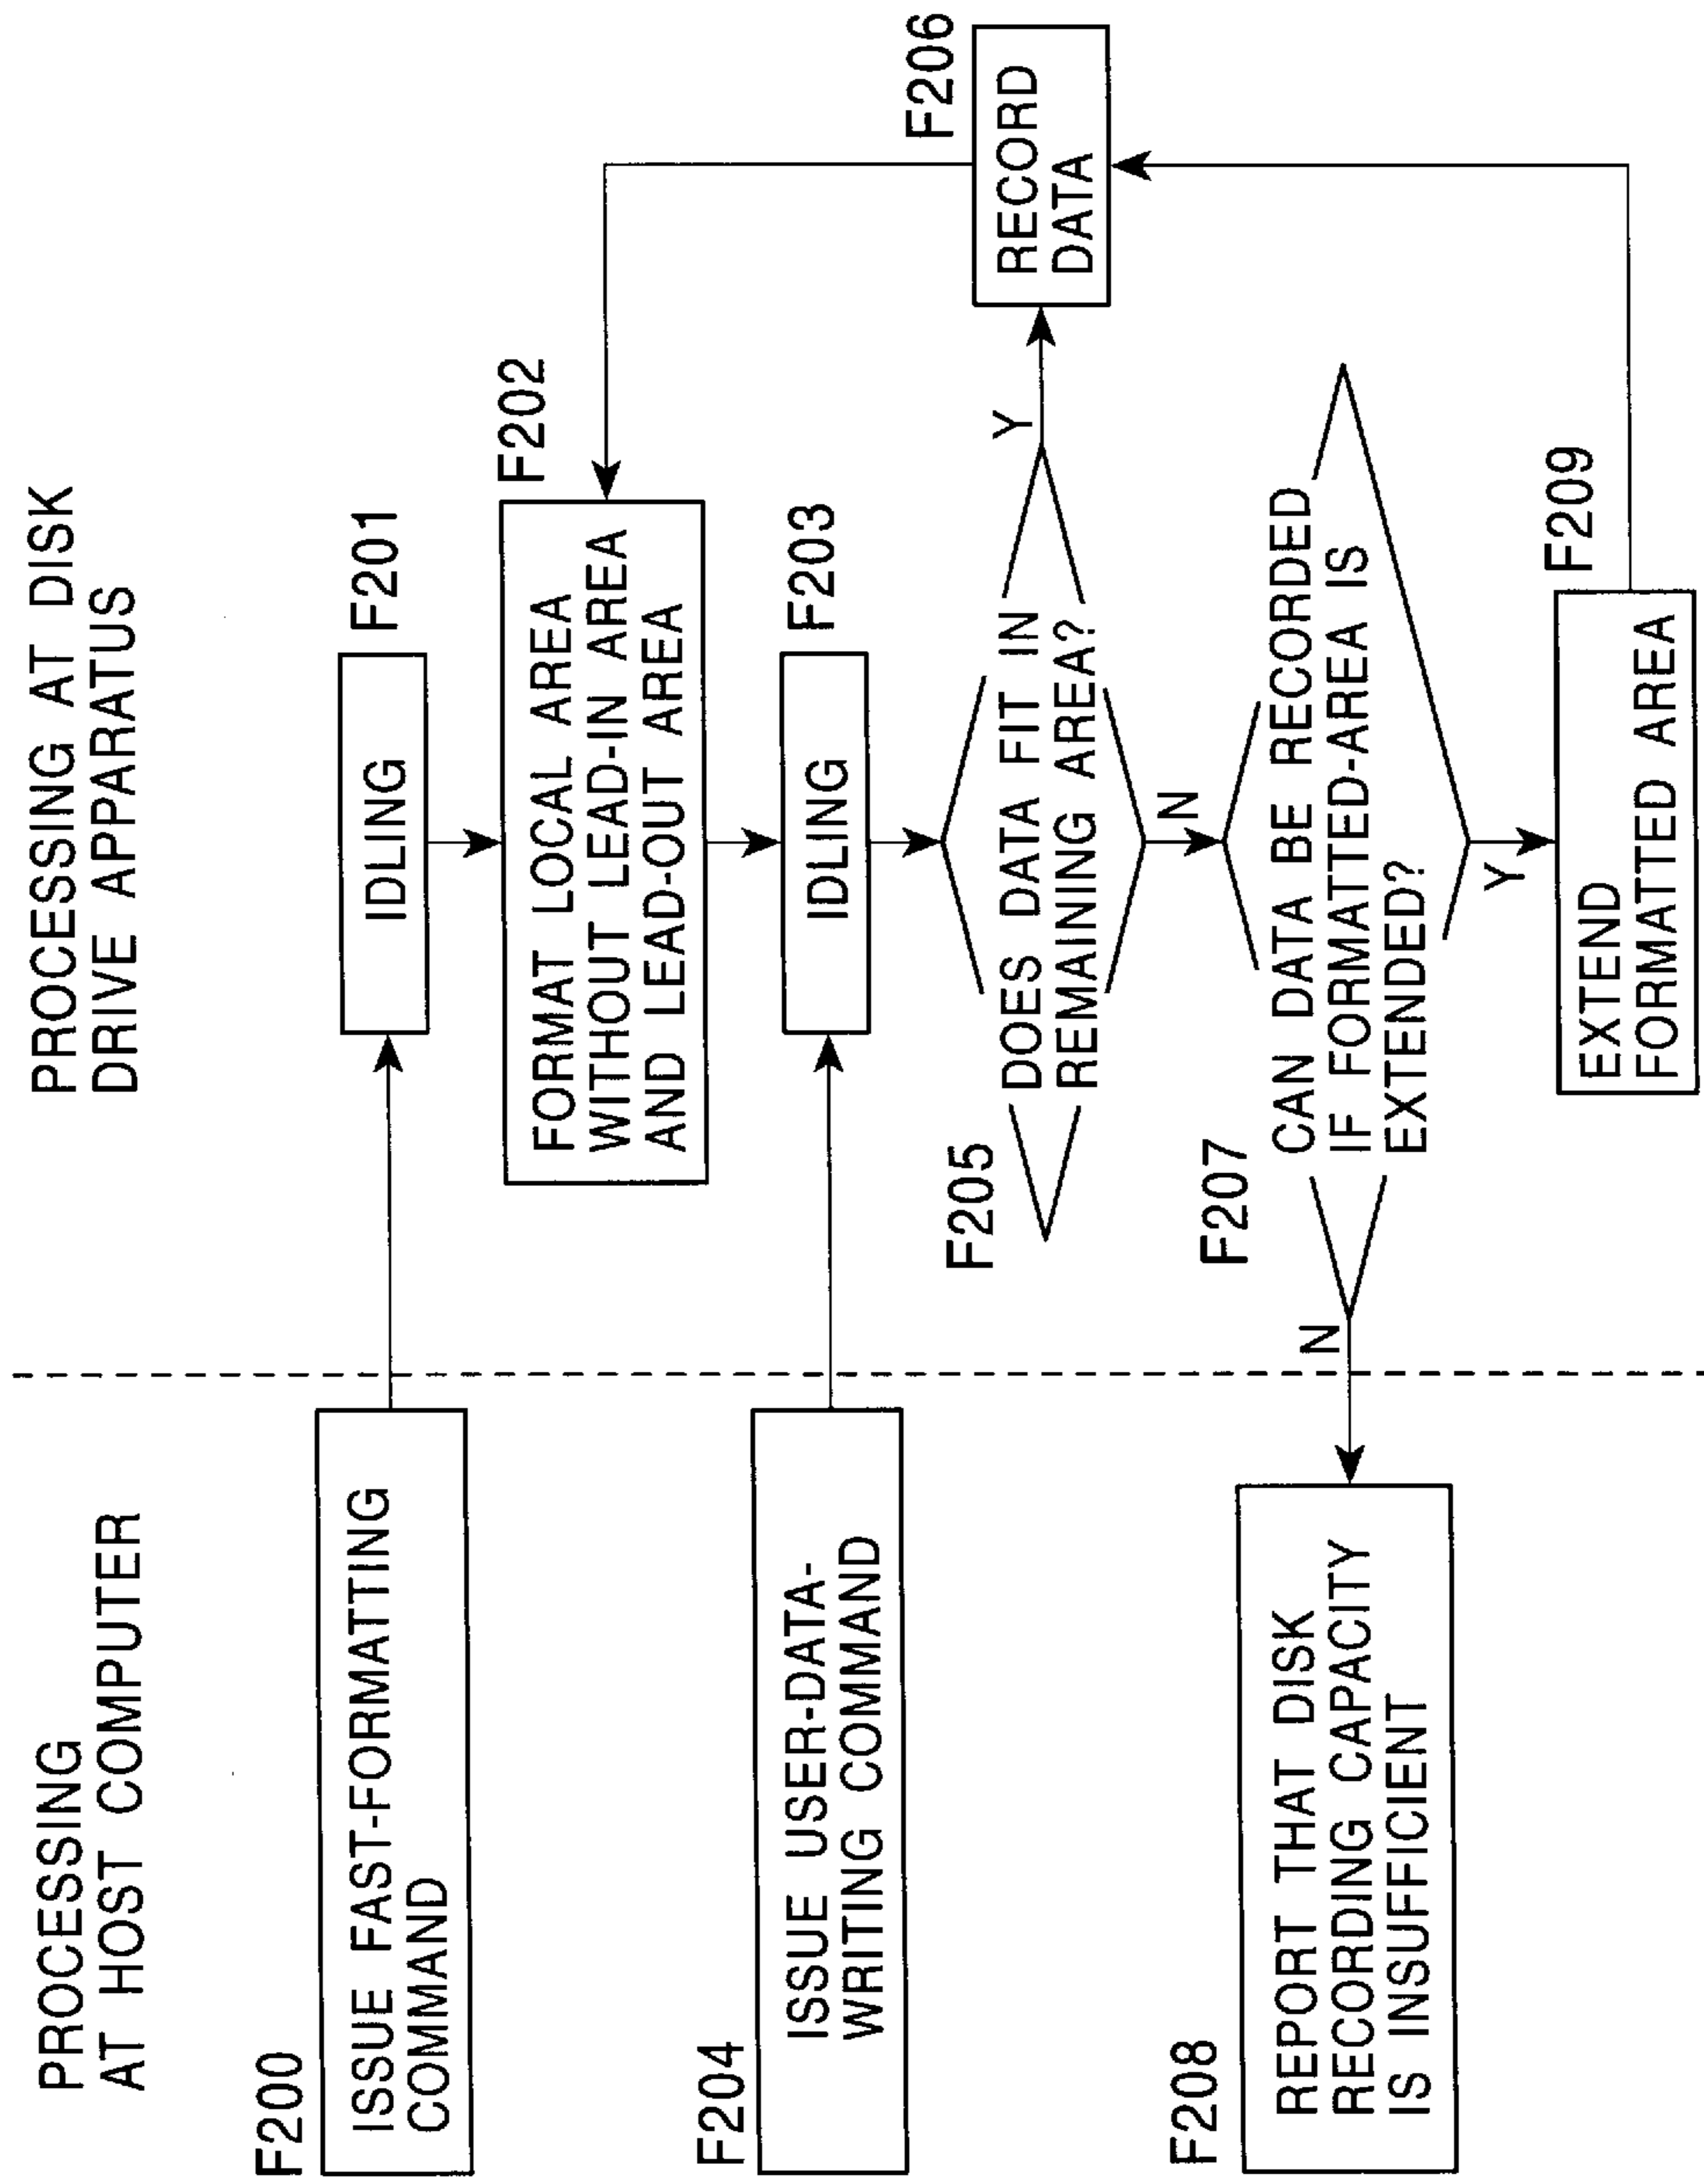 PROCESSING
AT HOST COMPUTER
PROCESSING AT DISK
DRIVE APPARATUS
F200
ISSUE FAST-FORMATTING
COMMAND
F201
IDLING
F202
FORMAT LOCAL AREA
WITHOUT LEAD-IN AREA
AND LEAD-OUT AREA
F204
ISSUE USER-DATA-
WRITING COMMAND
F203
IDLING
F205
DOES DATA FIT IN
REMAINING AREA?
Y
F206
RECORD
DATA
N
F207
CAN DATA BE RECORDED
IF FORMATTED-AREA IS
EXTENDED?
N
F208
REPORT THAT DISK
RECORDING CAPACITY
IS INSUFFICIENT
Y
F209
EXTEND
FORMATTED AREA